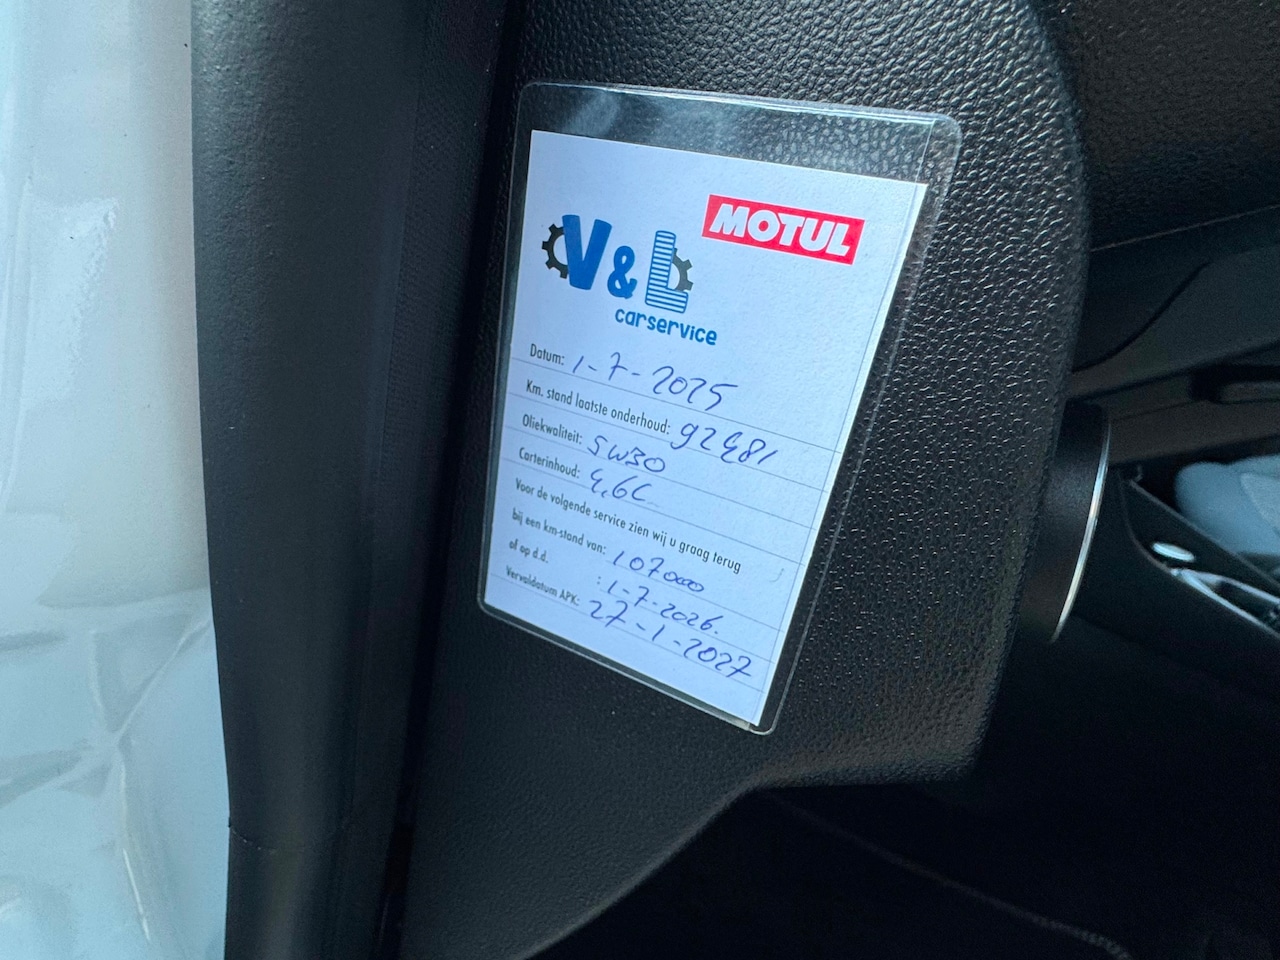 MOTUL
V & L
carservice
Datum: 1-7-2025
Km. stand laatste onderhoud: 92481
Oliekwaliteit: 5W30
Carterinhoud: 4,6L
Voor de volgende service zien wij u graag terug
bij een km-stand van: 107000
of op d.d. : 1-7-2026.
Vervaldatum APK: 27-1-2027